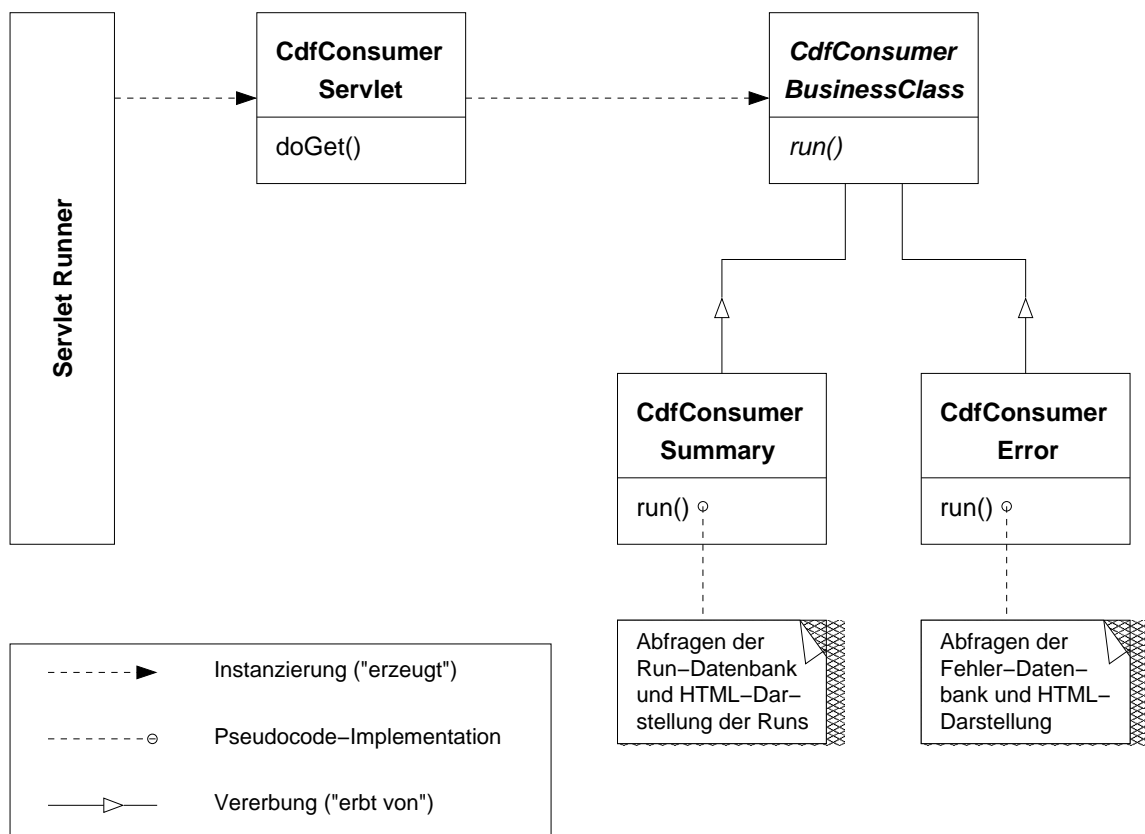 Servlet Runner
CdfConsumer
Servlet
doGet()
CdfConsumer
BusinessClass
run()
CdfConsumer
Summary
run()
CdfConsumer
Error
run()
Abfragen der
Run−Datenbank
und HTML−Dar−
stellung der Runs
Abfragen der
Fehler−Daten−
bank und HTML−
Darstellung
Instanzierung ("erzeugt")
Pseudocode−Implementation
Vererbung ("erbt von")